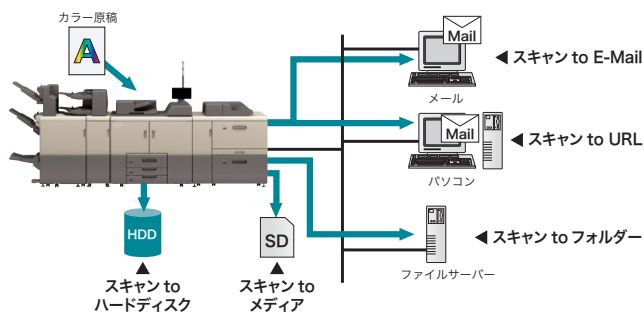 カラー原稿
A
Mail
◀ スキャン to E-Mail
メール
Mail
◀ スキャン to URL
パソコン
HDD
SD
◀ スキャン to フォルダー
ファイルサーバー
▲
スキャン to
ハードディスク
▲
スキャン to
メディア